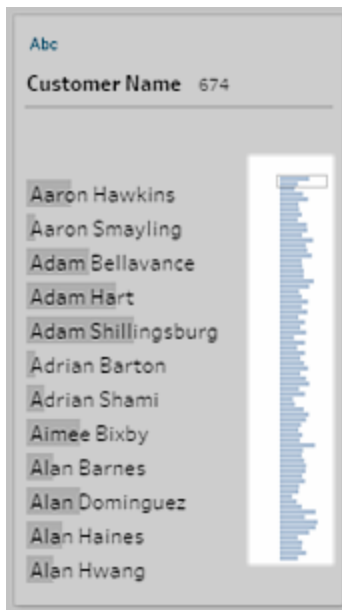 Abc
Customer Name 674
Aaron Hawkins
Aaron Smayling
Adam Bellavance
Adam Hart
Adam Shillingsburg
Adrian Barton
Adrian Shami
Aimee Bixby
Alan Barnes
Alan Dominguez
Alan Haines
Alan Hwang